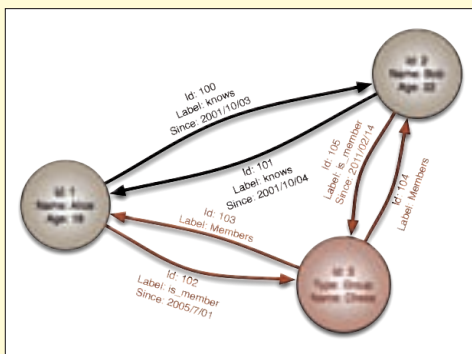 Id: 100
Label: knows
Since: 2001/10/03
Id: 101
Label: knows
Since: 2001/10/04
Id: 105
Label: is_member
Since: 2011/02/14
Id: 104
Label: Members
Id: 103
Label: Members
Id: 102
Label: is_member
Since: 2005/7/01
Id: 1
Name: Alice
Age: 18
Id: 2
Name: Bob
Age: 22
Id: 3
Type: Group
Name: Chess